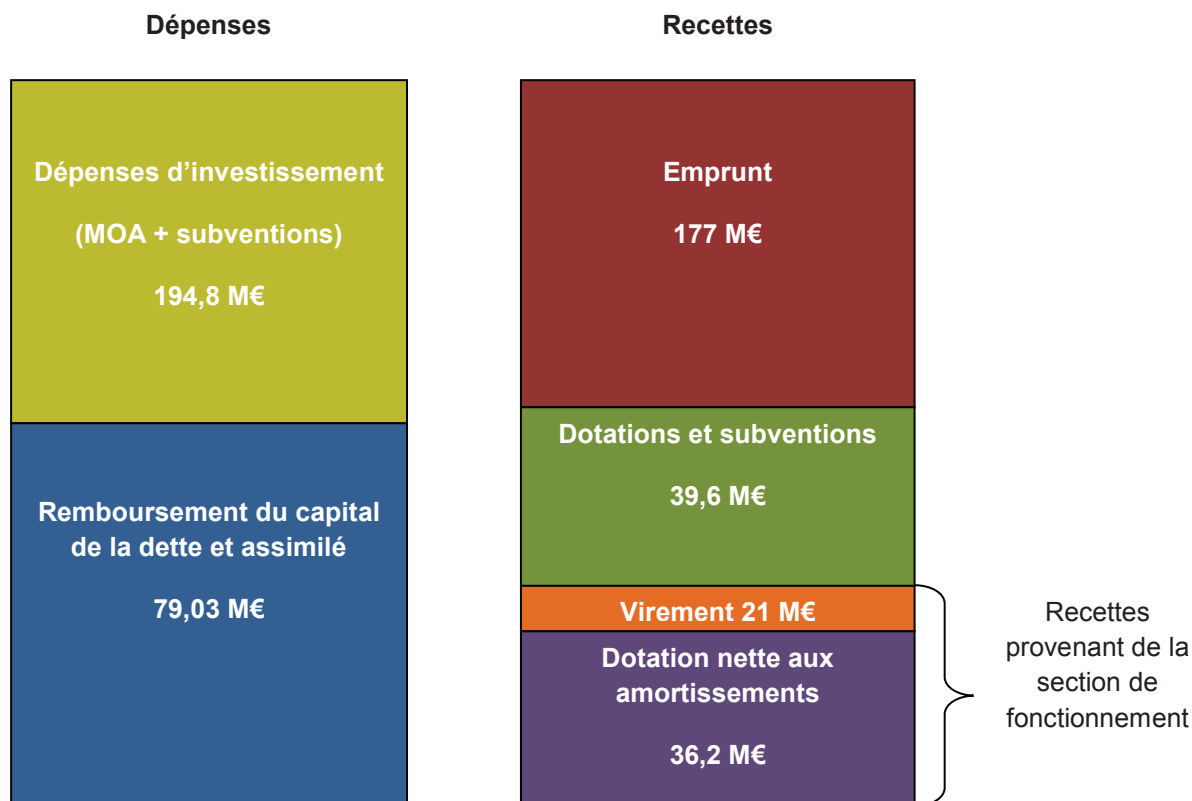 Dépenses
Recettes
Dépenses d’investissement
(MOA + subventions)
194,8 M€
Remboursement du capital
de la dette et assimilé
79,03 M€
Emprunt
177 M€
Dotations et subventions
39,6 M€
Virement 21 M€
Dotation nette aux
amortissements
36,2 M€
Recettes
provenant de la
section de
fonctionnement